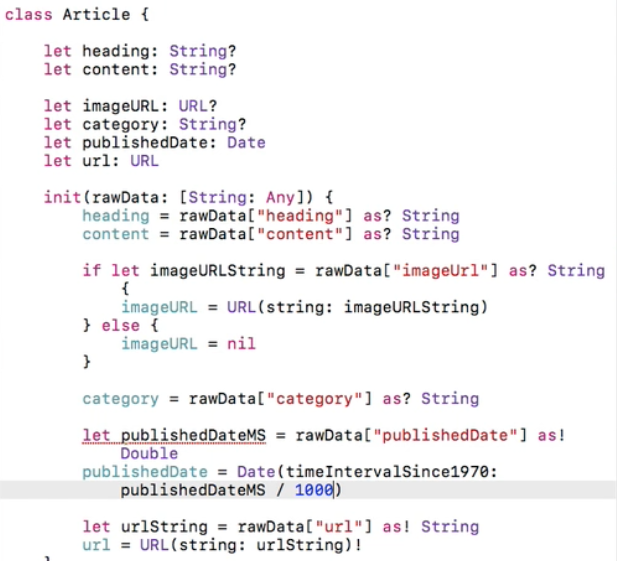 class Article {
let heading: String?
let content: String?
let imageURL: URL?
let category: String?
let publishedDate: Date
let url: URL
init(rawData: [String: Any]) {
heading = rawData["heading"] as? String
content = rawData["content"] as? String
if let imageURLString = rawData["imageUrl"] as? String
{
imageURL = URL(string: imageURLString)
} else {
imageURL = nil
}
category = rawData["category"] as? String
let publishedDateMS = rawData["publishedDate"] as!
Double
publishedDate = Date(timeIntervalSince1970:
publishedDateMS / 1000)
let urlString = rawData["url"] as! String
url = URL(string: urlString)!
}